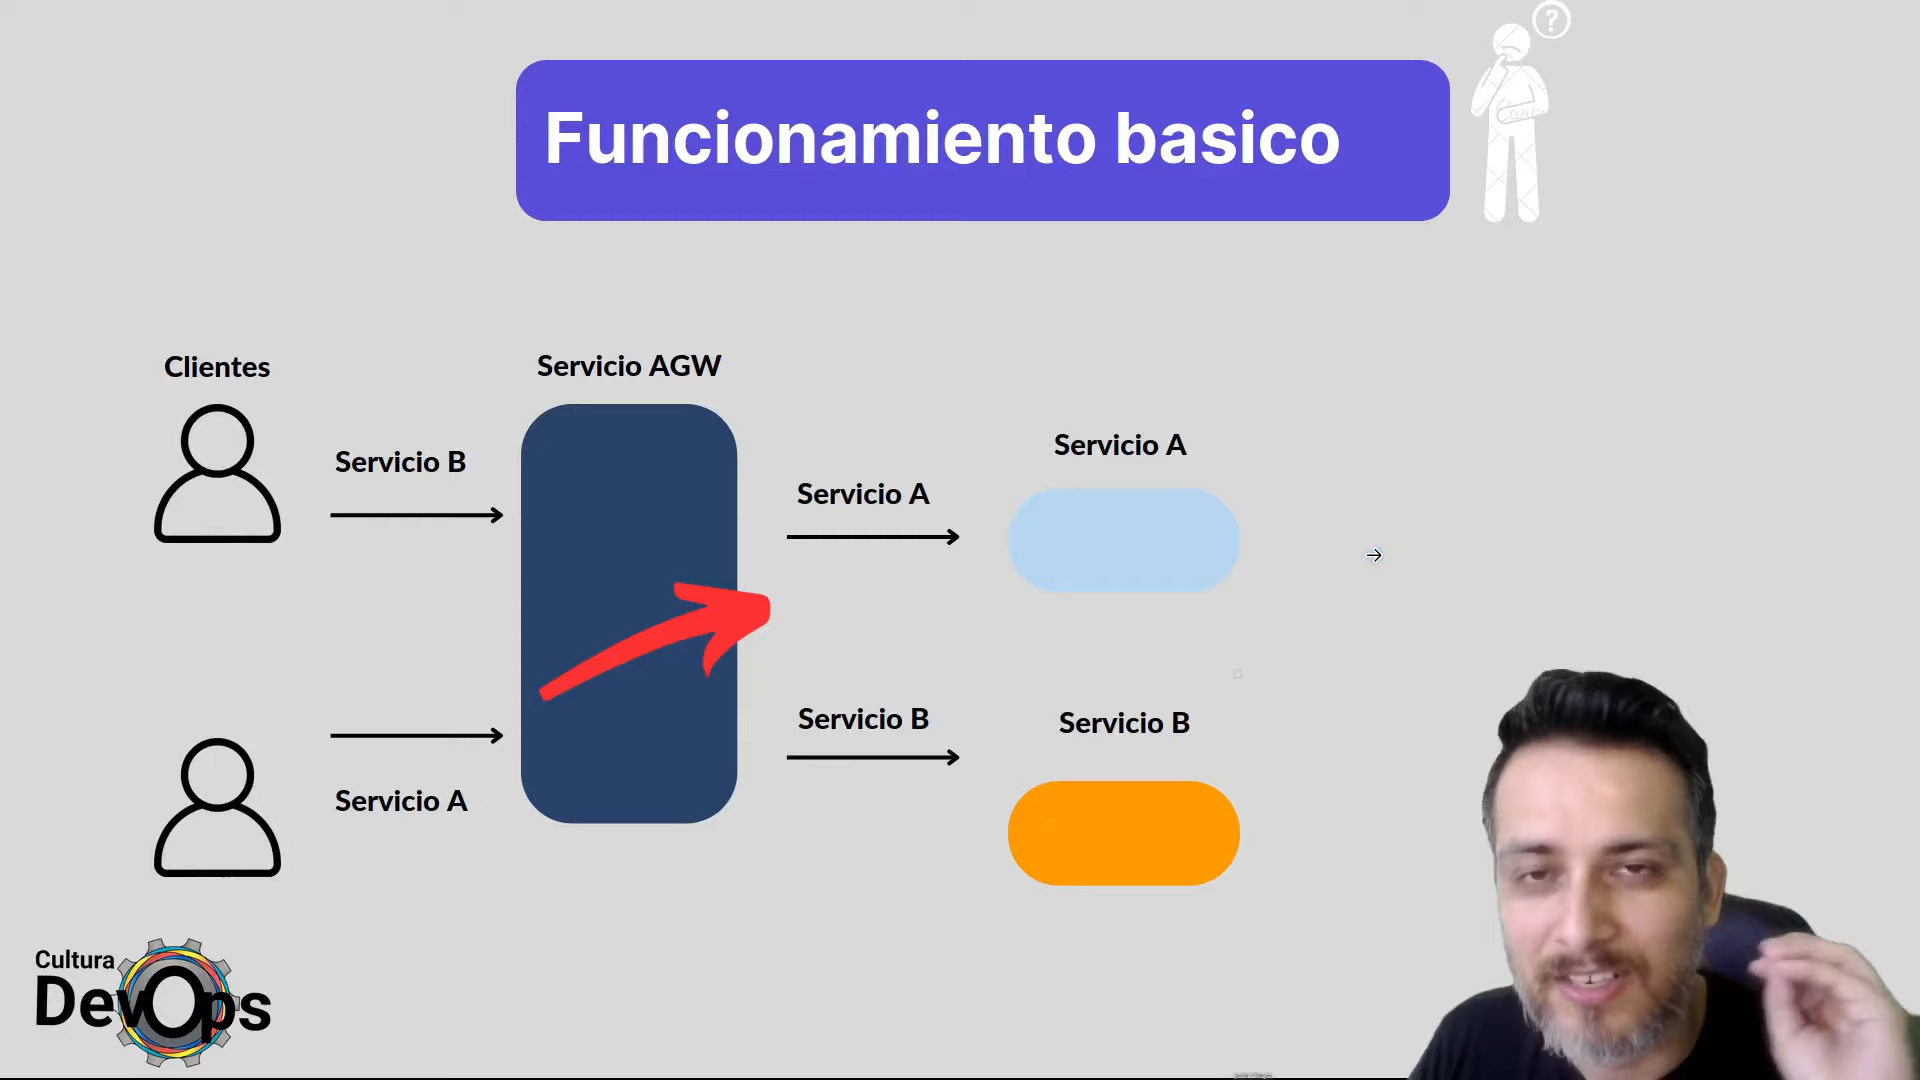 ?
Funcionamiento basico
Clientes
Servicio AGW
Servicio B
Servicio A
Servicio A
Servicio B
Servicio B
Servicio A
Cultura
DevOps